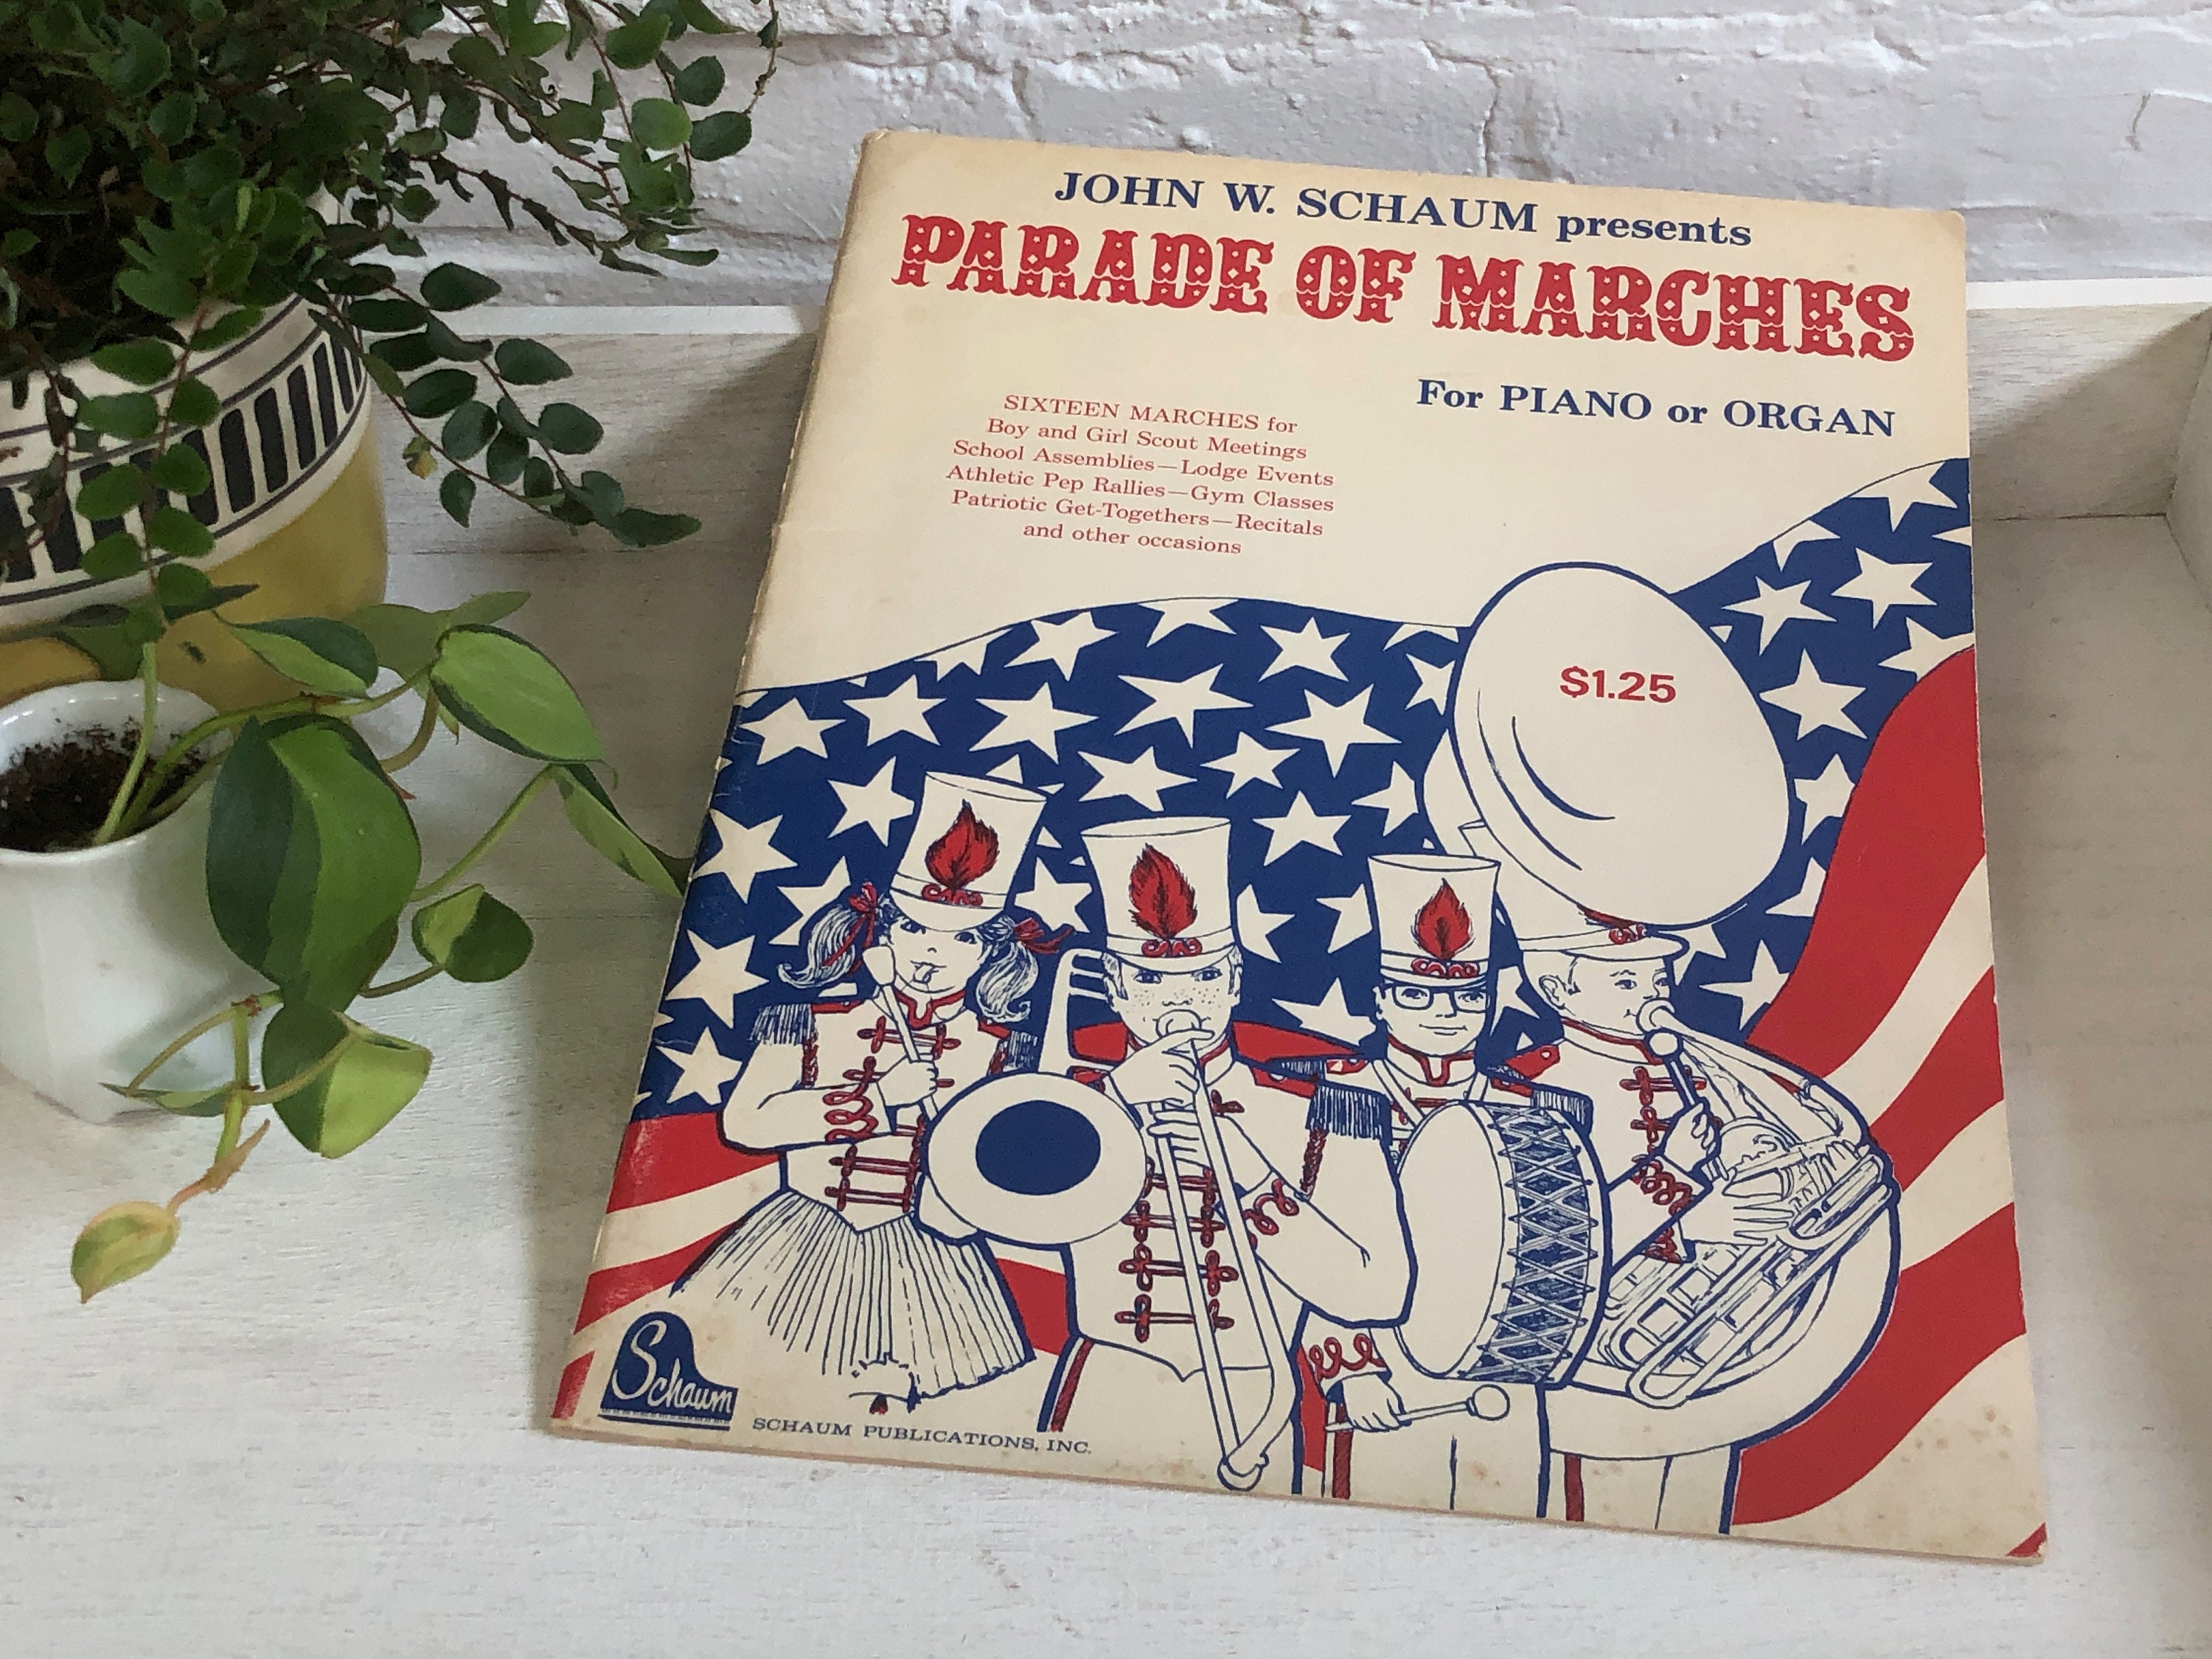 JOHN W. SCHAUM presents
PARADE OF MARCHES
For PIANO or ORGAN
SIXTEEN MARCHES for
Boy and Girl Scout Meetings
School Assemblies—Lodge Events
Athletic Pep Rallies—Gym Classes
Patriotic Get-Togethers—Recitals
and other occasions
$1.25
Schaum
SCHAUM PUBLICATIONS, INC.